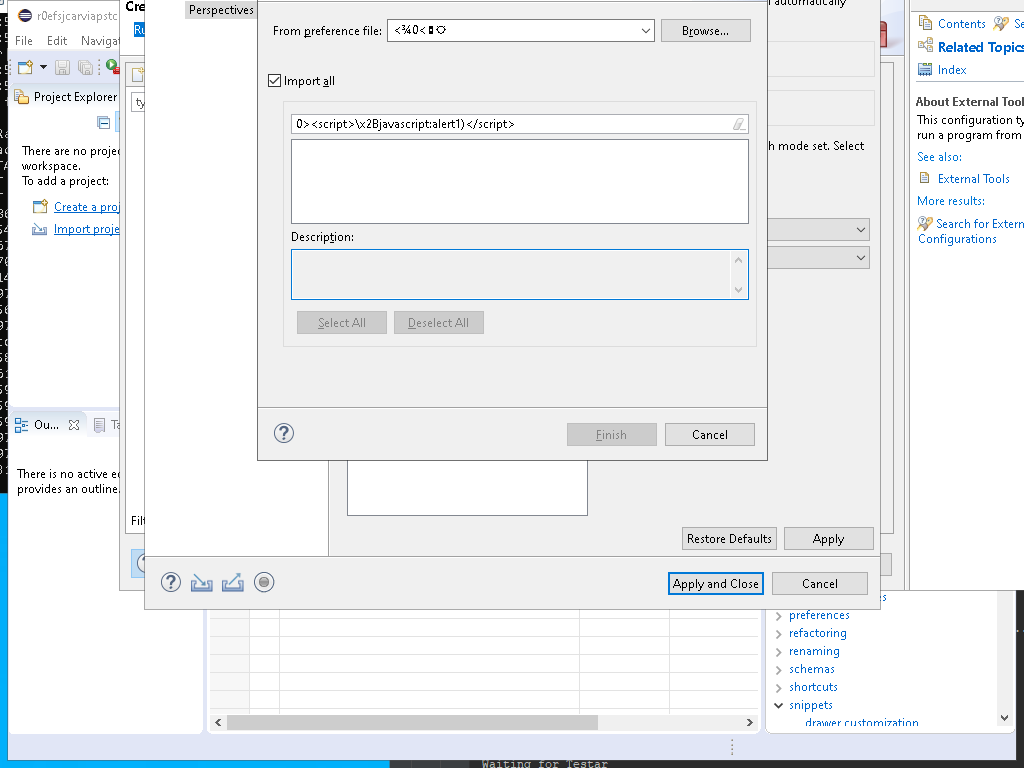 r0efsjcarviapstc
File Edit Navigat
Project Explorer
There are no projec
workspace.
To add a project:
Create a proj
Import proje
Ou...
There is no active ed
provides an outline.
Cre
Ru
ty
Filt
Perspectives
From preference file:
Browse...
Import all
0><script>\x2Bjavascript:alert1)</script>
Description:
Select All
Deselect All
Finish
Cancel
automatically
h mode set. Select
Restore Defaults
Apply
Apply and Close
Cancel
Contents
Se
Related Topics
Index
About External Tool
This configuration ty
run a program from
See also:
External Tools
More results:
Search for Extern
Configurations
preferences
refactoring
renaming
schemas
shortcuts
snippets
drawer customization
Waiting for Testar